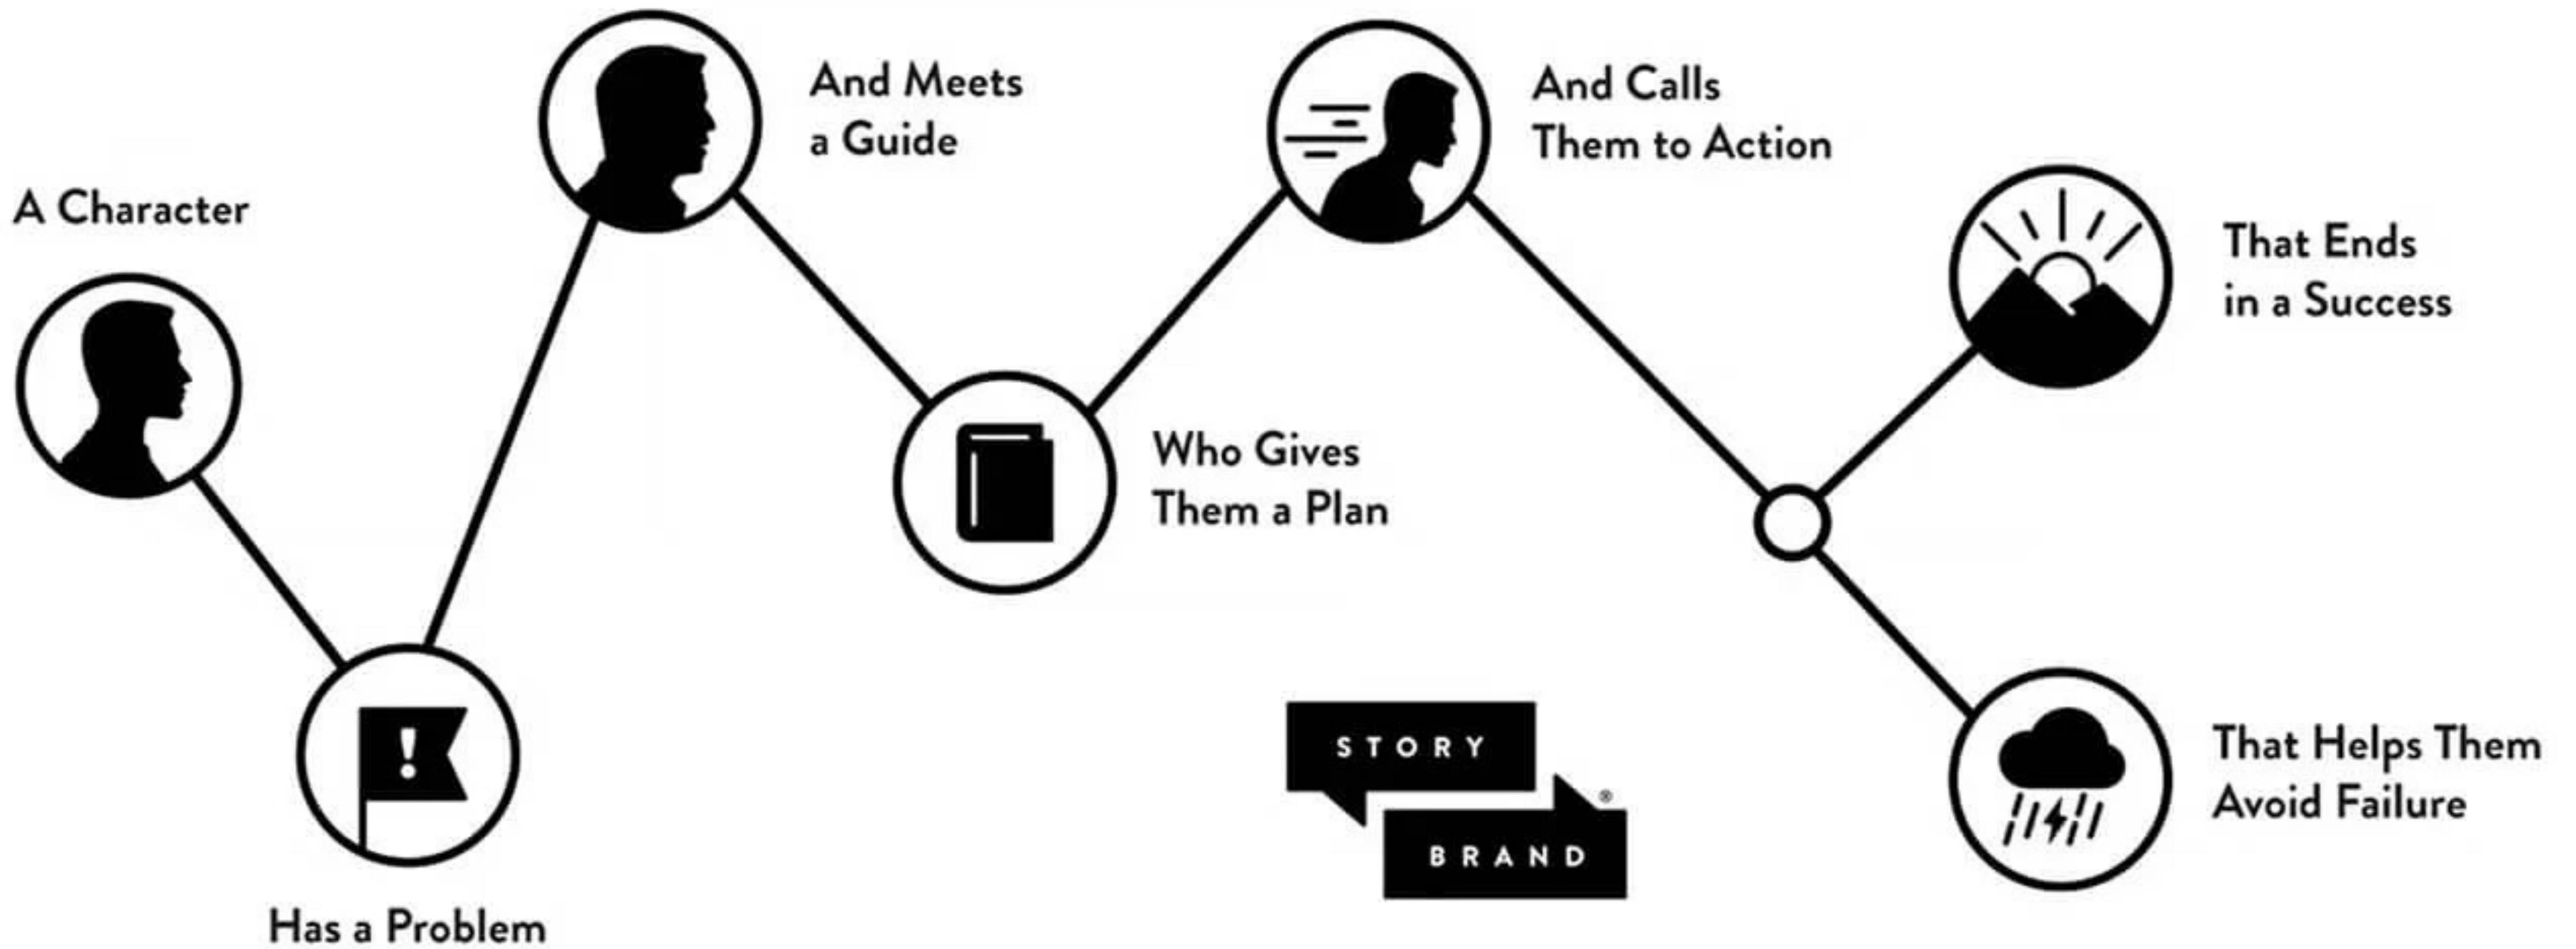 A Character
Has a Problem
And Meets
a Guide
Who Gives
Them a Plan
And Calls
Them to Action
That Ends
in a Success
That Helps Them
Avoid Failure
!
STORY
BRAND
®